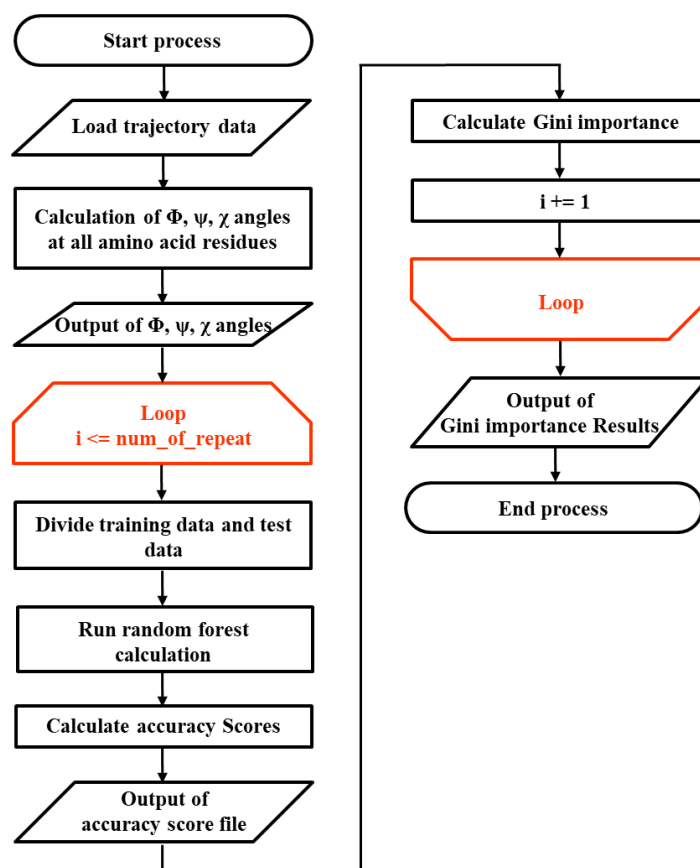 Start process
Load trajectory data
Calculation of Φ, ψ, χ angles
at all amino acid residues
Output of Φ, ψ, χ angles
Loop
i <= num_of_repeat
Divide training data and test
data
Run random forest
calculation
Calculate accuracy Scores
Output of
accuracy score file
Calculate Gini importance
i += 1
Loop
Output of
Gini importance Results
End process